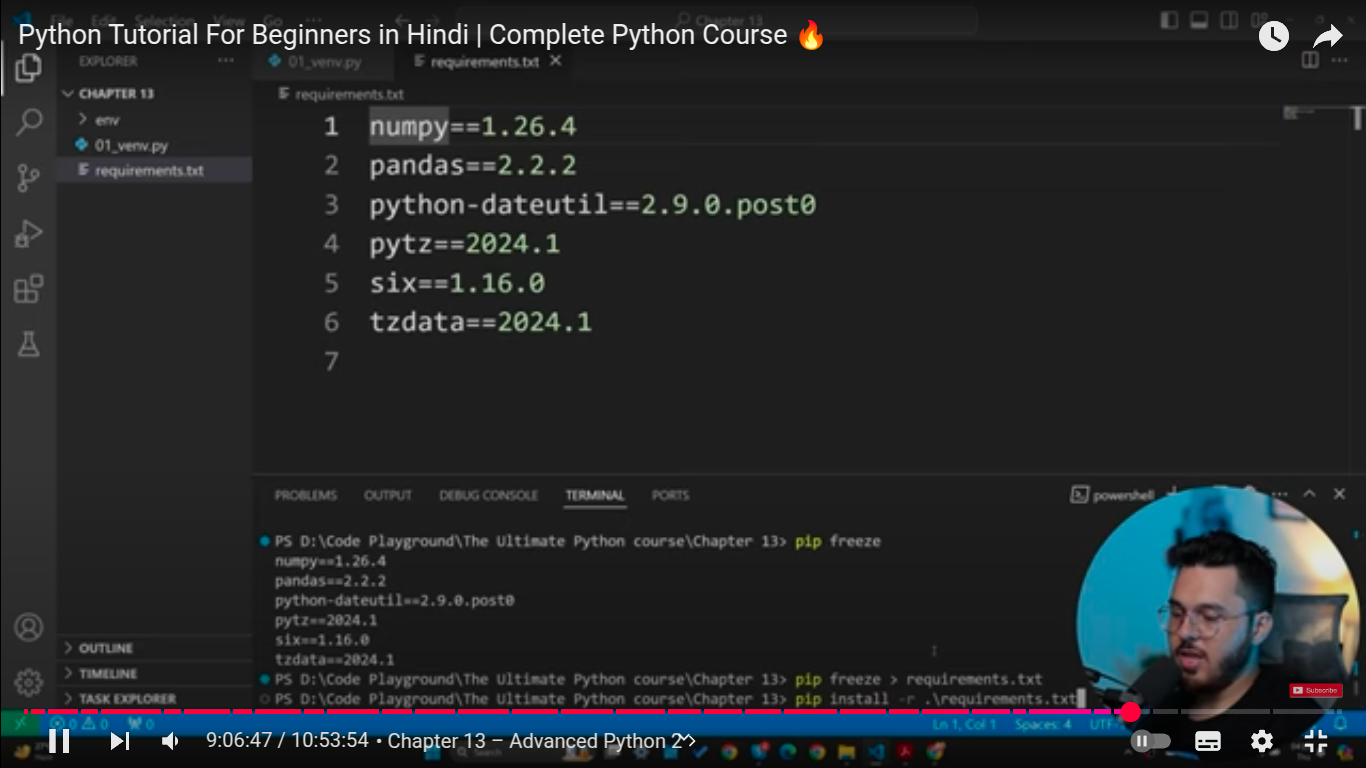 File Edit Selection View Go ... Chapter 13
Python Tutorial For Beginners in Hindi | Complete Python Course 🔥
EXPLORER
01_venv.py
requirements.txt
CHAPTER 13
requirements.txt
env
01_venv.py
requirements.txt
1 numpy==1.26.4
2 pandas==2.2.2
3 python-dateutil==2.9.0.post0
4 pytz==2024.1
5 six==1.16.0
6 tzdata==2024.1
7
PROBLEMS OUTPUT DEBUG CONSOLE TERMINAL PORTS
powershell
PS D:\Code Playground\The Ultimate Python course\Chapter 13> pip freeze
numpy==1.26.4
pandas==2.2.2
python-dateutil==2.9.0.post0
pytz==2024.1
six==1.16.0
tzdata==2024.1
PS D:\Code Playground\The Ultimate Python course\Chapter 13> pip freeze > requirements.txt
PS D:\Code Playground\The Ultimate Python course\Chapter 13> pip install -r .\requirements.txt
OUTLINE
TIMELINE
TASK EXPLORER
Subscribe
0 0 0
Ln 1, Col 1 Spaces: 4 UTF-
9:06:47 / 10:53:54 • Chapter 13 – Advanced Python 2